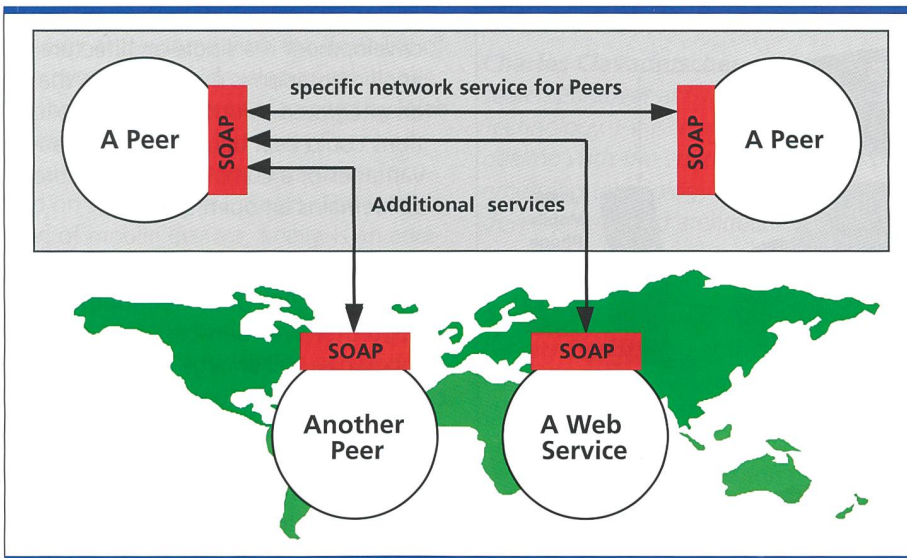 specific network service for Peers
A Peer
SOAP
SOAP
A Peer
Additional services
SOAP
SOAP
Another
Peer
A Web
Service